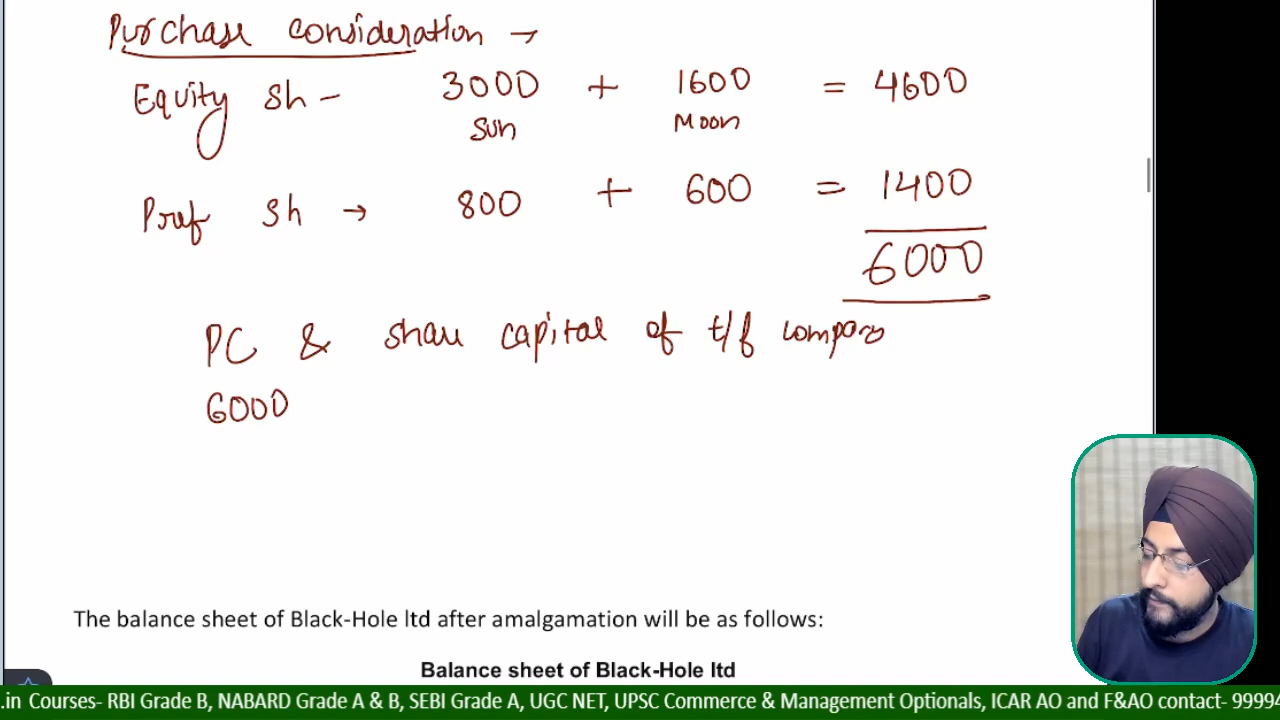 Purchase consideration →
Equity Sh - 3000 + 1600 = 4600
Sun Moon
Pref Sh → 800 + 600 = 1400
6000
PC & share capital of t/f
6000
The balance sheet of Black-Hole ltd after amalgamation will be as follows:
Balance sheet of Black-Hole ltd
.in Courses- RBI Grade B, NABARD Grade A & B, SEBI Grade A, UGC NET, UPSC Commerce & Management Optionals, ICAR AO and F&AO contact- 99994